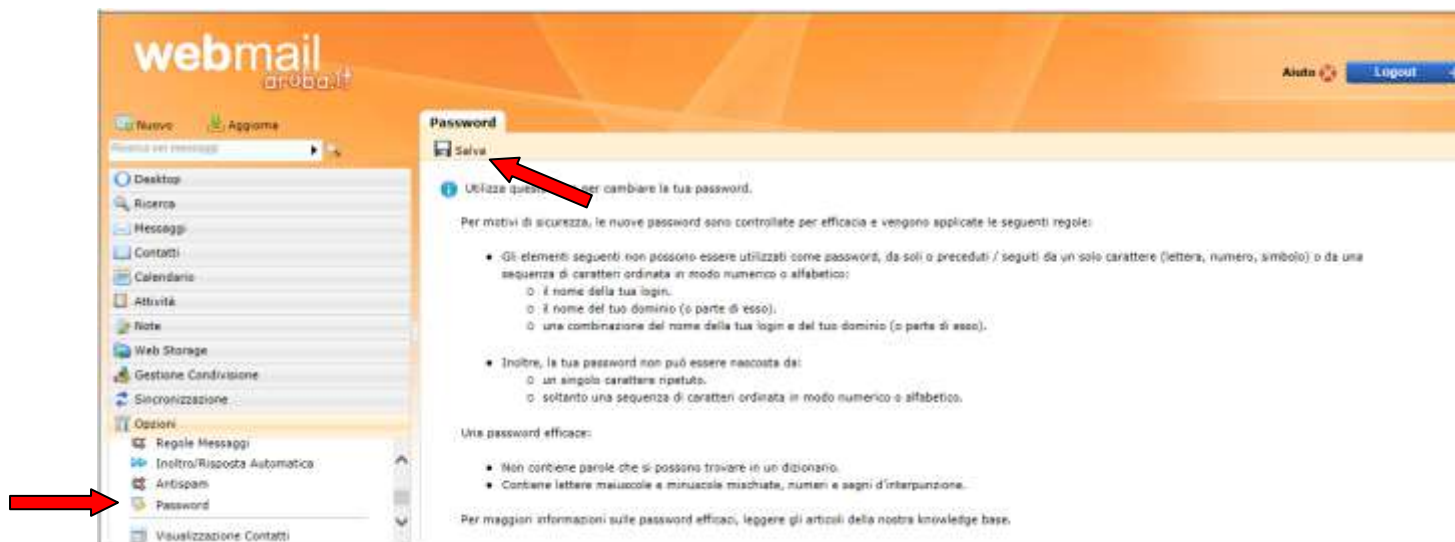 webmail
aruba.it
Aiuto
Logout
Nuovo
Aggiorna
Ricerca nei messaggi
Desktop
Ricerca
Messaggi
Contatti
Calendario
Attività
Note
Web Storage
Gestione Condivisione
Sincronizzazione
Opzioni
Regole Messaggi
Inoltro/Risposta Automatica
Antispam
Password
Visualizzazione Contatti
Password
Salva
Utilizza per cambiare la tua password.
Per motivi di sicurezza, le nuove password sono controllate per efficacia e vengono applicate le seguenti regole:
Gli elementi seguenti non possono essere utilizzati come password, da soli o preceduti / seguiti da un solo carattere (lettera, numero, simbolo) o da una
sequenza di caratteri ordinata in modo numerico o alfabetico:
il nome della tua login.
il nome del tuo dominio (o parte di esso).
una combinazione del nome della tua login e del tuo dominio (o parte di esso).
Inoltre, la tua password non può essere nascosta da:
un singolo carattere ripetuto.
soltanto una sequenza di caratteri ordinata in modo numerico o alfabetico.
Una password efficace:
Non contiene parole che si possono trovare in un dizionario.
Contiene lettere maiuscole e minuscole mischiate, numeri e segni d'interpunzione.
Per maggiori informazioni sulle password efficaci, leggere gli articoli della nostra knowledge base.